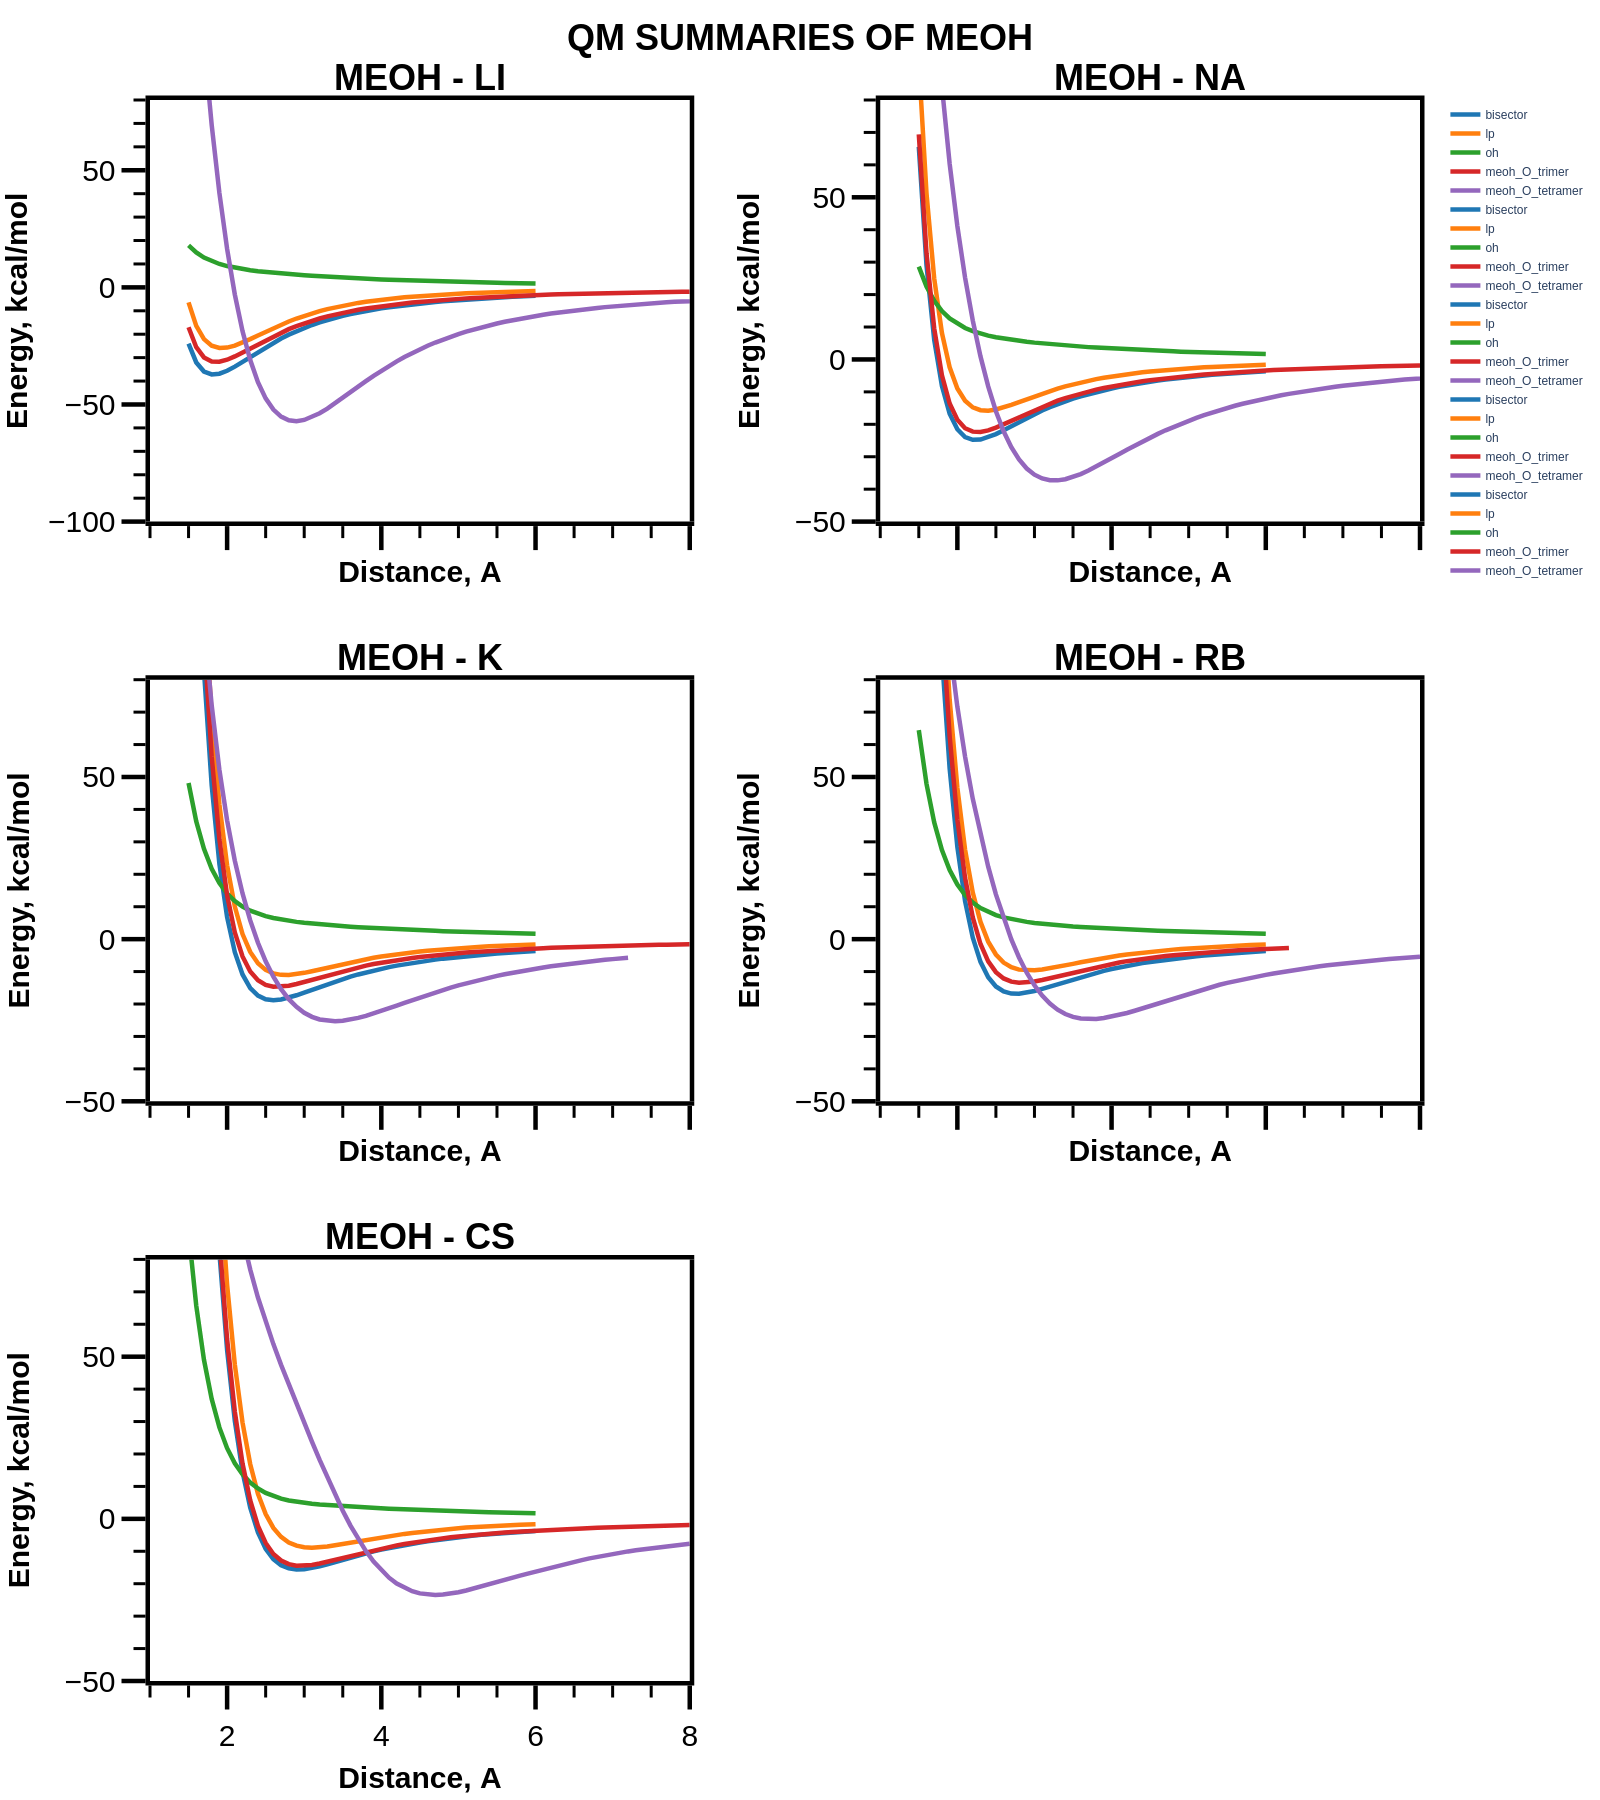 QM SUMMARIES OF MEOH
MEOH - LI
50
0
−50
−100
Energy, kcal/mol
Distance, A
MEOH - NA
50
0
−50
Energy, kcal/mol
Distance, A
bisector
lp
oh
meoh_O_trimer
meoh_O_tetramer
bisector
lp
oh
meoh_O_trimer
meoh_O_tetramer
bisector
lp
oh
meoh_O_trimer
meoh_O_tetramer
bisector
lp
oh
meoh_O_trimer
meoh_O_tetramer
bisector
lp
oh
meoh_O_trimer
meoh_O_tetramer
MEOH - K
50
0
−50
Energy, kcal/mol
Distance, A
MEOH - RB
50
0
−50
Energy, kcal/mol
Distance, A
MEOH - CS
50
0
−50
Energy, kcal/mol
2 4 6 8
Distance, A